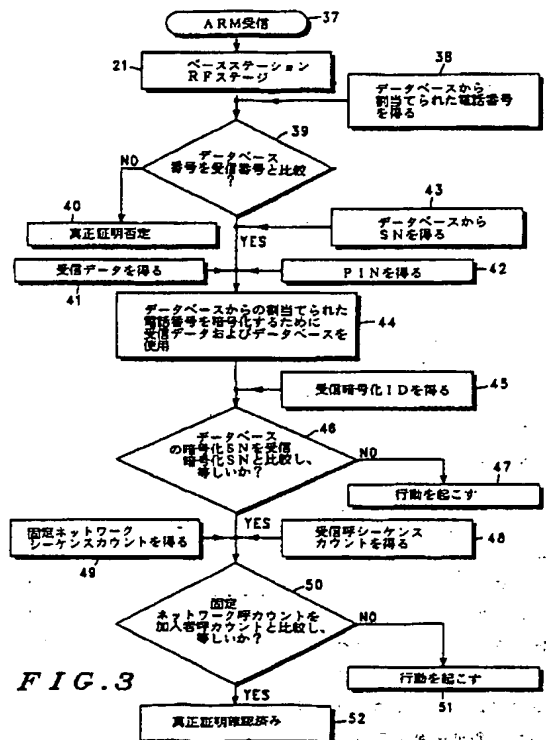 ARM受信
37
21
ベースステーション
RFステージ
38
データベースから
割当てられた電話番号
を得る
39
データベース
番号を受信番号と比較
?
NO
40
真正証明否定
43
データベースから
SNを得る
YES
受信データを得る
41
PINを得る
42
データベースからの割当てられた
電話番号を暗号化するために
受信データおよびデータベースを
使用
44
受信暗号化IDを得る
45
データベース
の暗号化SNを受信
暗号化SNと比較し、
等しいか?
46
NO
47
行動を起こす
YES
固定ネットワーク
シーケンスカウントを得る
49
受信呼シーケンス
カウントを得る
48
50
固定
ネットワーク呼カウントを
加入者呼カウントと比較し、
等しいか?
NO
行動を起こす
51
YES
真正証明確認済み
52
FIG.3